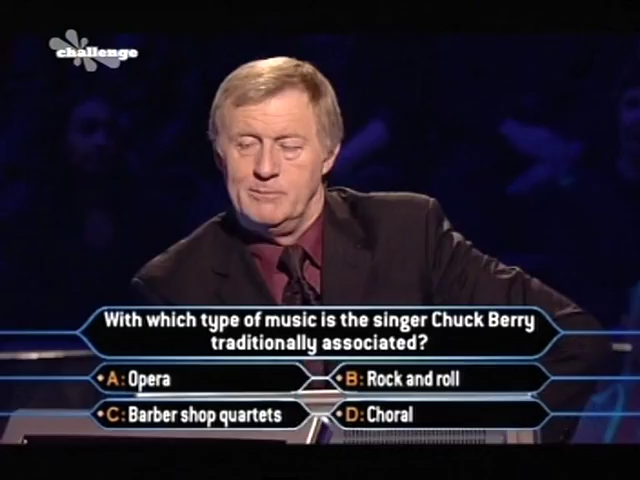 challenge
With which type of music is the singer Chuck Berry
traditionally associated?
A: Opera
B: Rock and roll
C: Barber shop quartets
D: Choral